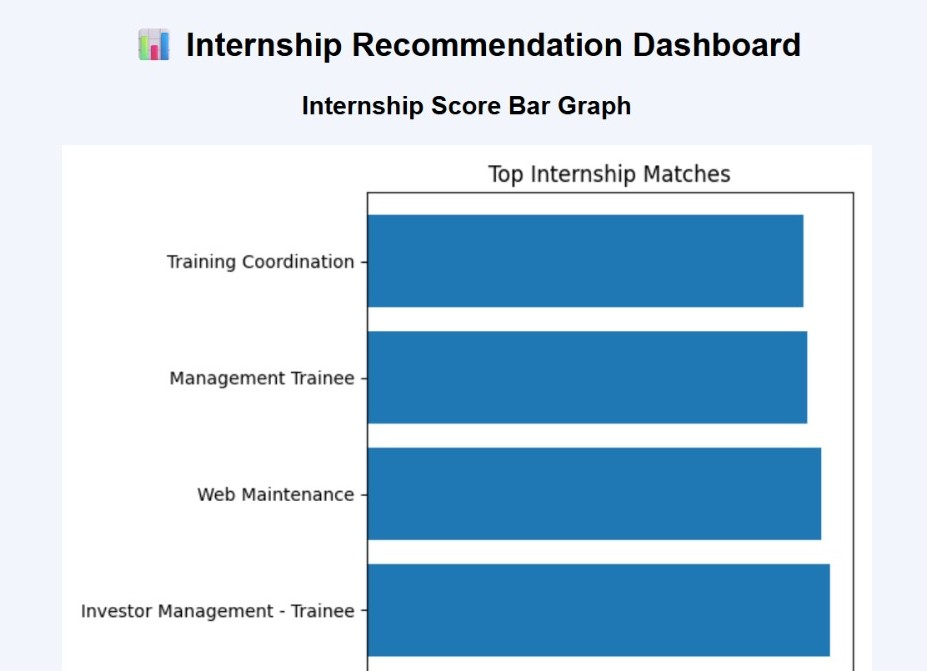 Internship Recommendation Dashboard
Internship Score Bar Graph
Top Internship Matches
Training Coordination
Management Trainee
Web Maintenance
Investor Management - Trainee